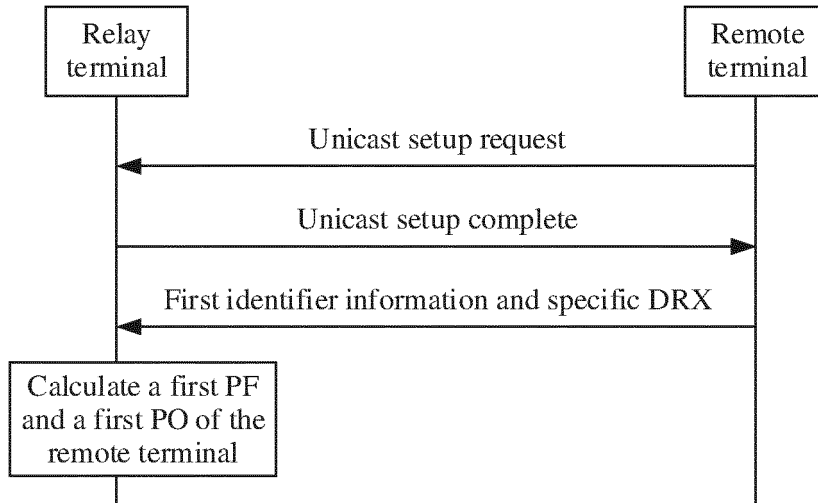 Relay
terminal
Remote
terminal
Unicast setup request
Unicast setup complete
First identifier information and specific DRX
Calculate a first PF
and a first PO of the
remote terminal